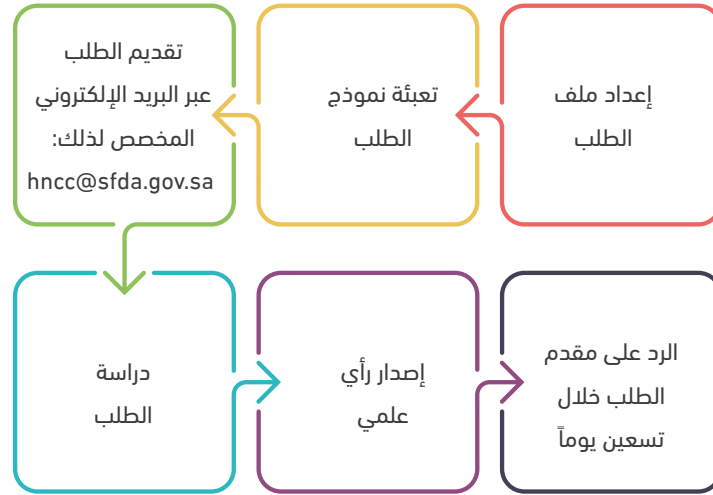 إعداد ملف
الطلب
تعبئة نموذج
الطلب
تقديم الطلب
عبر البريد الإلكتروني
المخصص لذلك:
hncc@sfda.gov.sa
دراسة
الطلب
إصدار رأي
علمي
الرد على مقدم
الطلب خلال
تسعين يوماً